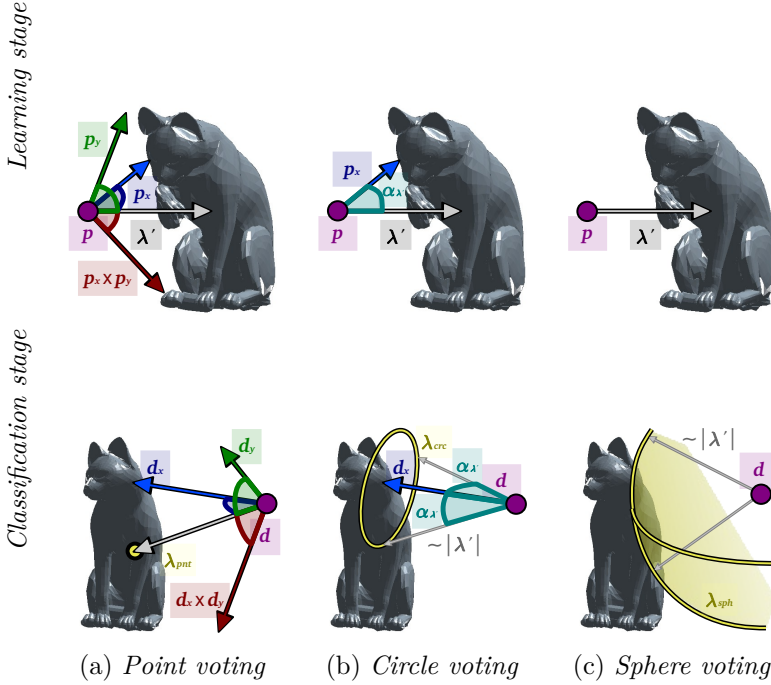 Learning stage
p_y
p_x
p
λ′
p_x x p_y
p_x
α_λ′
p
λ′
p
λ′
Classification stage
d_y
d_x
d
λ_pnt
d_x x d_y
λ_crc
d_x
α_λ′
d
α_λ′
~|λ′|
~|λ′|
d
λ_sph
(a) Point voting
(b) Circle voting
(c) Sphere voting